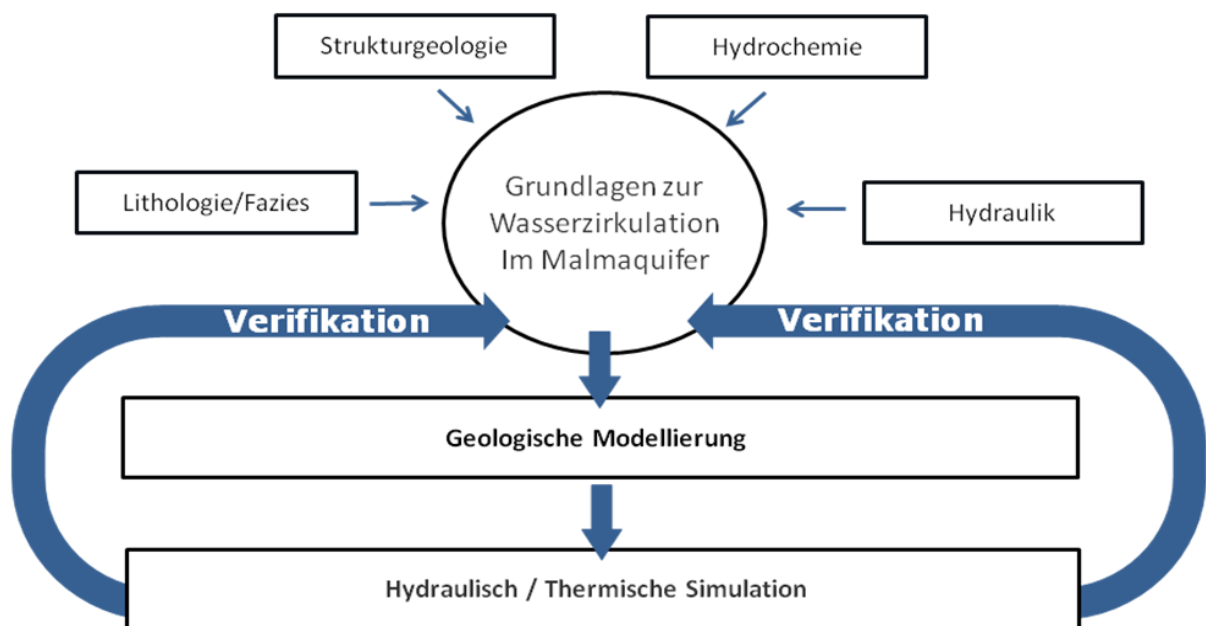 Strukturgeologie
Hydrochemie
Lithologie/Fazies
Grundlagen zur
Wasserzirkulation
Im Malmaquifer
Hydraulik
Verifikation
Verifikation
Geologische Modellierung
Hydraulisch / Thermische Simulation